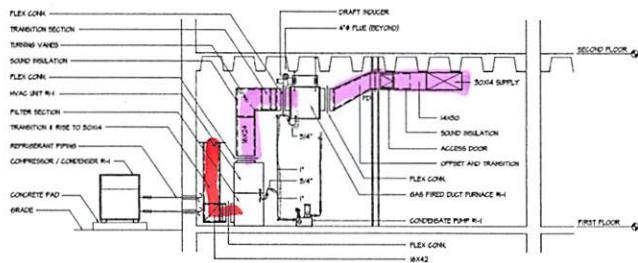 FLEX CONN.
TRANSITION SECTION
TURNING VANES
SOUND INSULATION
FLEX CONN.
HVAC UNIT #-1
FILTER SECTION
TRANSITION & RISE TO 30X14
REFRIGERANT PIPING
COMPRESSOR / CONDENSER #-1
CONCRETE PAD
GRADE
DRAFT INDUCER
4"Ø FLUE (BEYOND)
SECOND FLOOR
30X14 SUPPLY
FD
18X24
3/4"
14X30
SOUND INSULATION
ACCESS DOOR
OFFSET AND TRANSITION
FLEX CONN.
GAS FIRED DUCT FURNACE #-1
1"
3/4"
1"
CONDENSATE PUMP #-1
FIRST FLOOR
FLEX CONN.
18X42